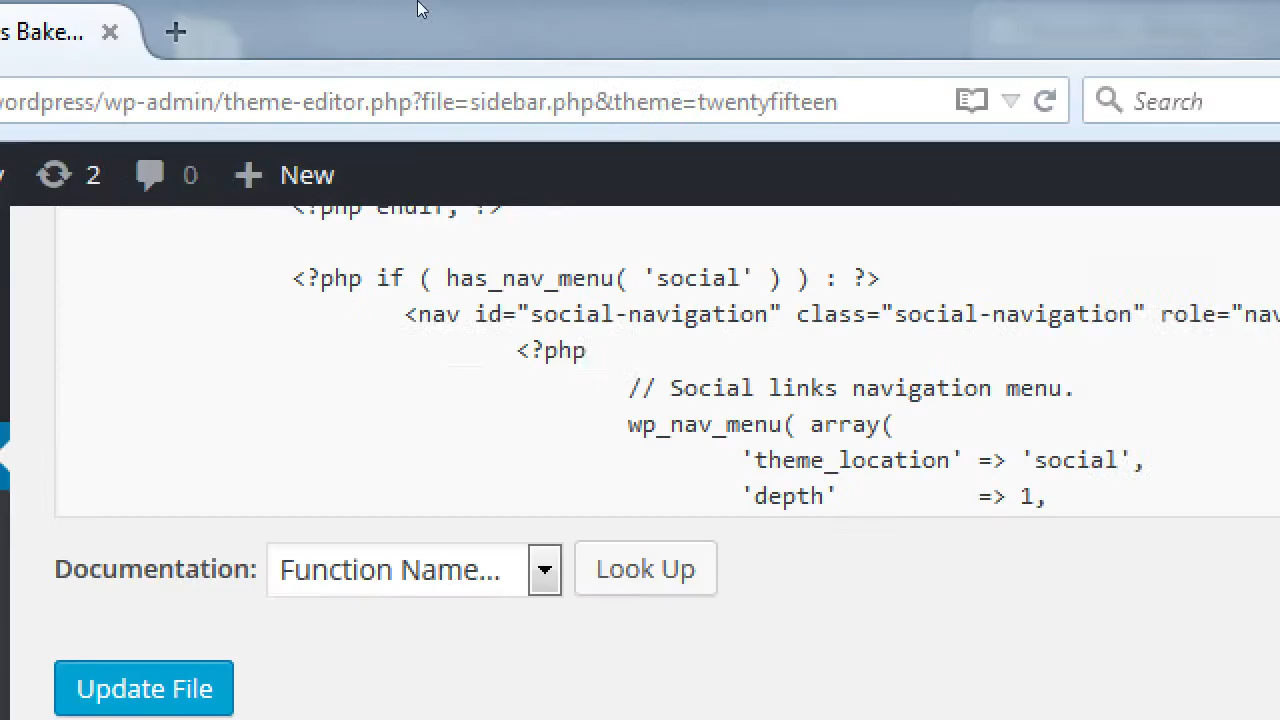 s Bake...
wordpress/wp-admin/theme-editor.php?file=sidebar.php&theme=twentyfifteen
Search
2
0
New
<?php endif; ?>
<?php if ( has_nav_menu( 'social' ) ) : ?>
<nav id="social-navigation" class="social-navigation" role="nav
<?php
// Social links navigation menu.
wp_nav_menu( array(
'theme_location' => 'social',
'depth' => 1,
Documentation:
Function Name...
Look Up
Update File